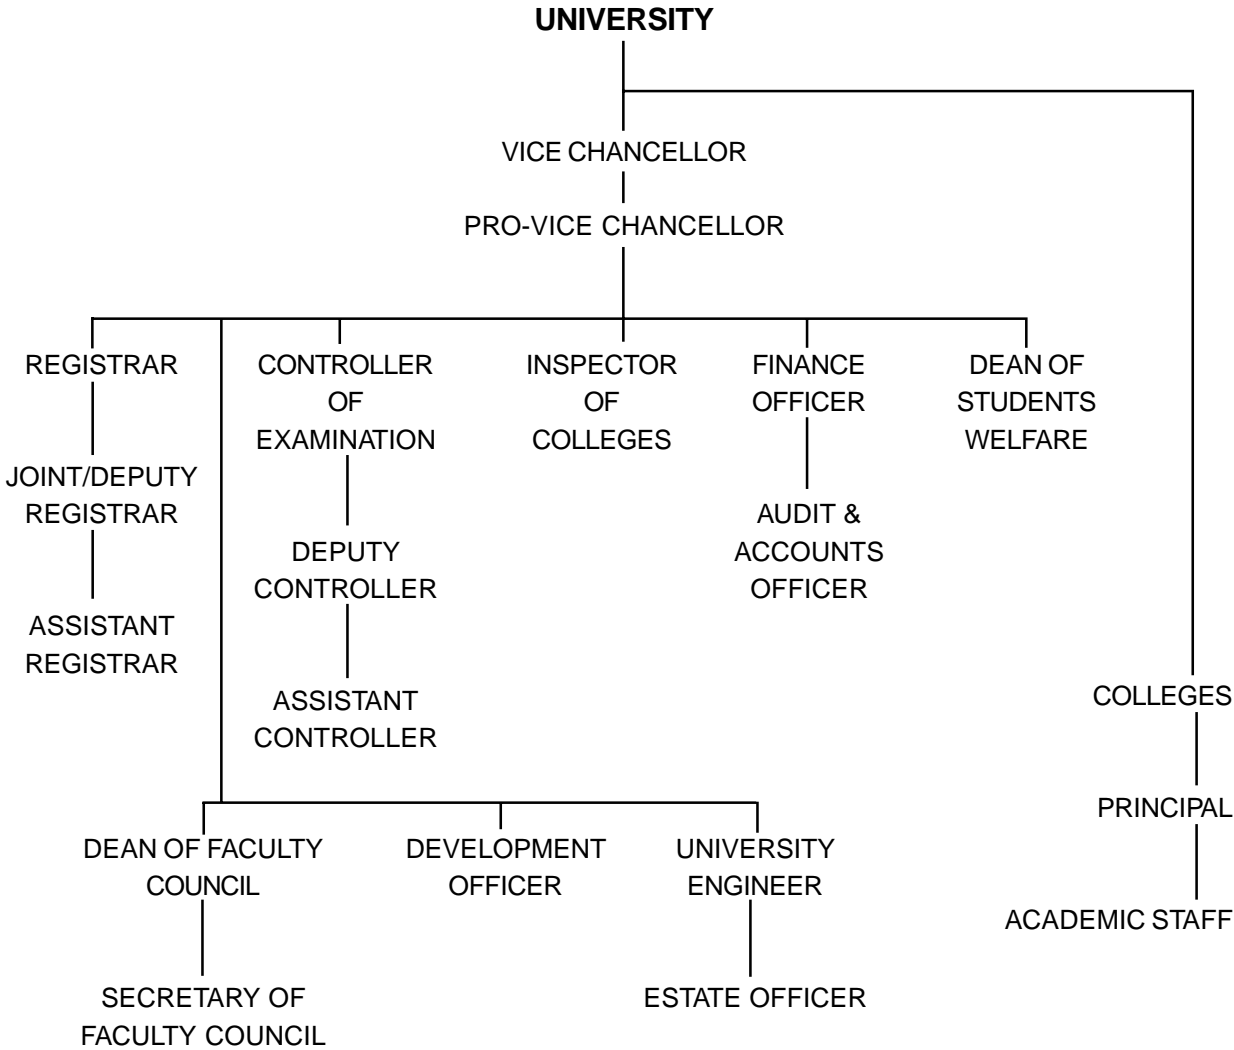 UNIVERSITY
VICE CHANCELLOR
PRO-VICE CHANCELLOR
REGISTRAR
JOINT/DEPUTY
REGISTRAR
ASSISTANT
REGISTRAR
CONTROLLER
OF
EXAMINATION
DEPUTY
CONTROLLER
ASSISTANT
CONTROLLER
INSPECTOR
OF
COLLEGES
FINANCE
OFFICER
AUDIT &
ACCOUNTS
OFFICER
DEAN OF
STUDENTS
WELFARE
DEAN OF FACULTY
COUNCIL
SECRETARY OF
FACULTY COUNCIL
DEVELOPMENT
OFFICER
UNIVERSITY
ENGINEER
ESTATE OFFICER
COLLEGES
PRINCIPAL
ACADEMIC STAFF